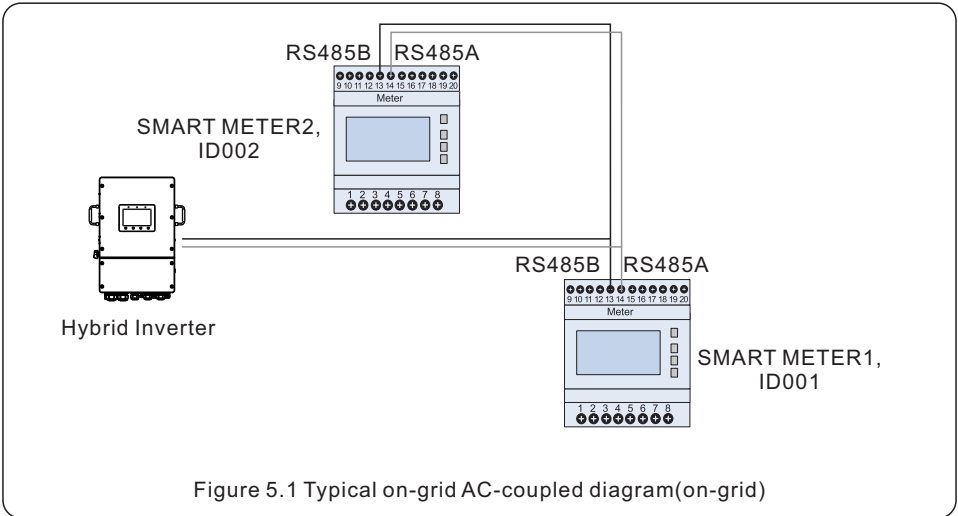 RS485B RS485A
9 10 11 12 13 14 15 16 17 18 19 20
Meter
SMART METER2,
ID002
1 2 3 4 5 6 7 8
Hybrid Inverter
RS485B RS485A
9 10 11 12 13 14 15 16 17 18 19 20
Meter
SMART METER1,
ID001
1 2 3 4 5 6 7 8
Figure 5.1 Typical on-grid AC-coupled diagram(on-grid)